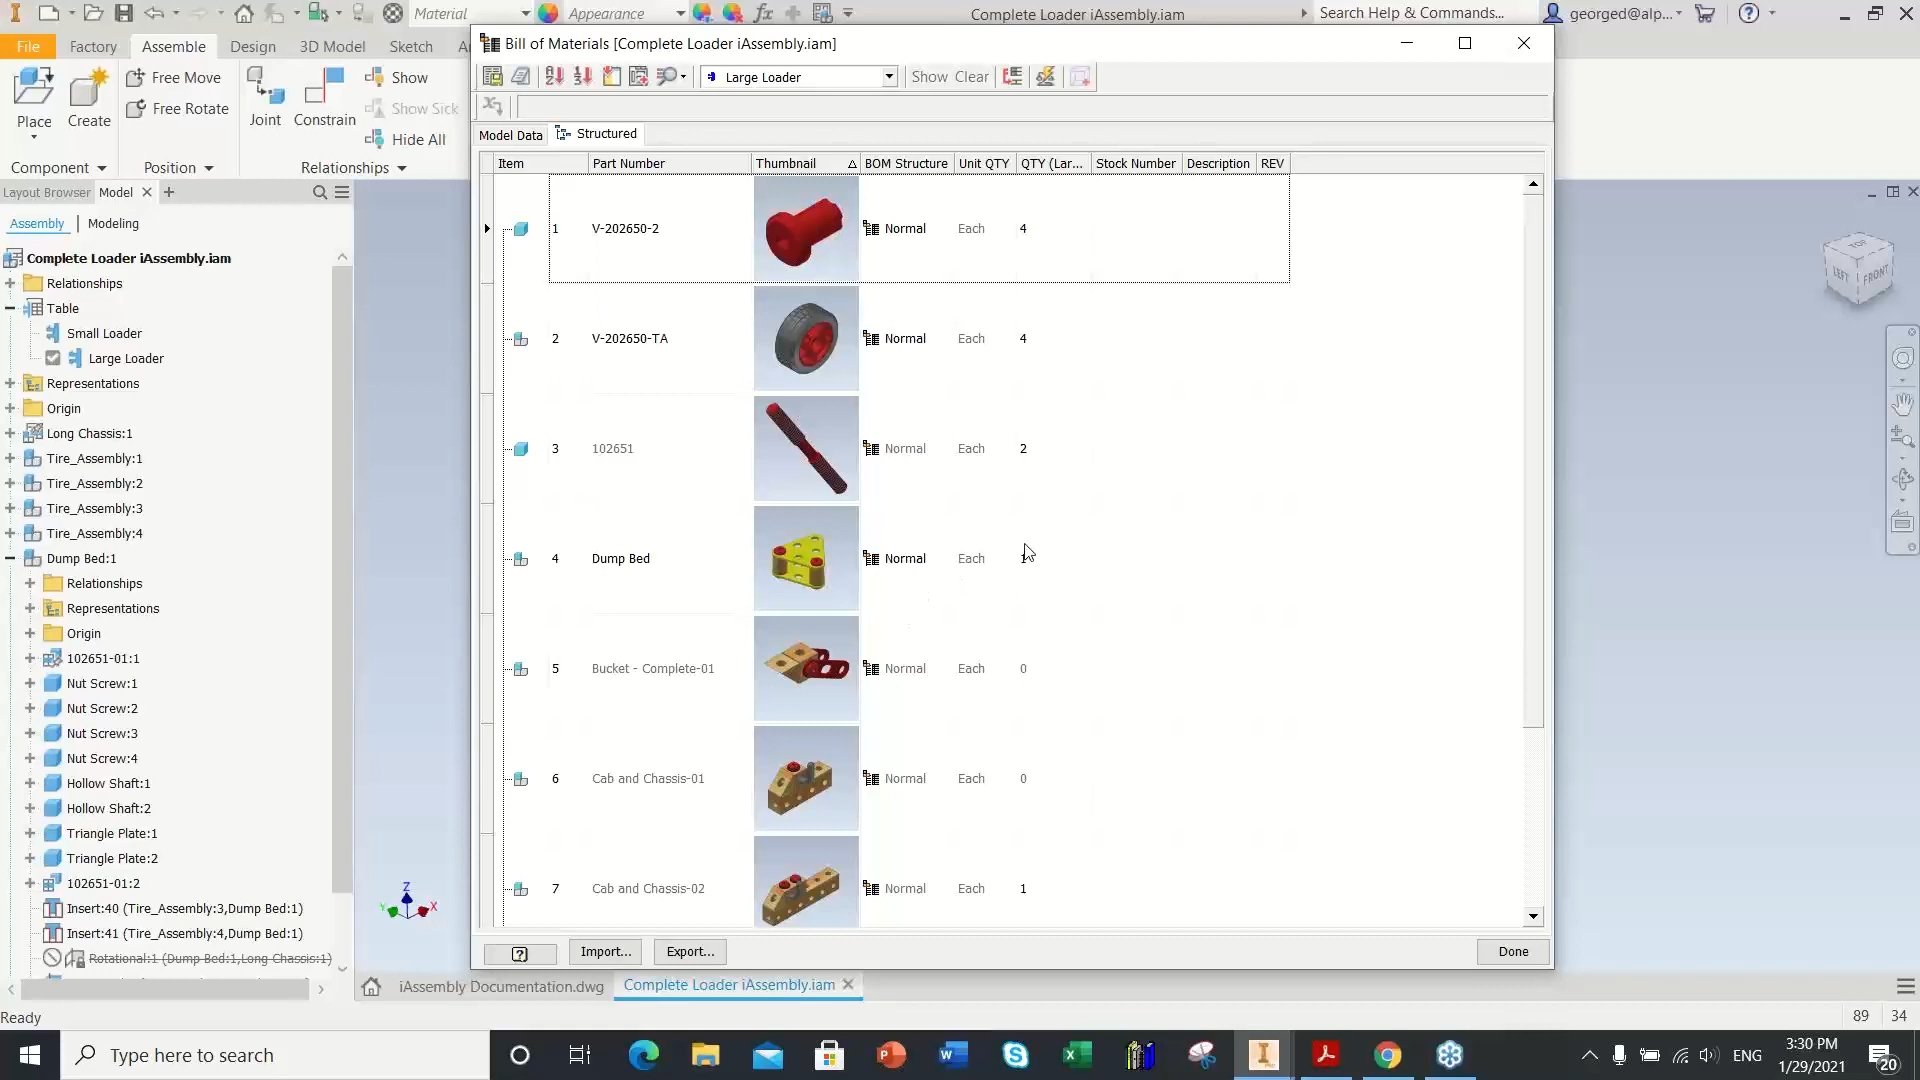 Material
Appearance
Complete Loader iAssembly.iam
Search Help & Commands...
georged@alp...
File
Factory
Assemble
Design
3D Model
Sketch
Bill of Materials [Complete Loader iAssembly.iam]
Place
Create
Free Move
Free Rotate
Joint
Constrain
Show
Show Sick
Hide All
Component
Position
Relationships
Large Loader
Show Clear
Model Data
Structured
Item Part Number Thumbnail BOM Structure Unit QTY QTY (Lar... Stock Number Description REV
1 V-202650-2 Normal Each 4
2 V-202650-TA Normal Each 4
3 102651 Normal Each 2
4 Dump Bed Normal Each
5 Bucket - Complete-01 Normal Each 0
6 Cab and Chassis-01 Normal Each 0
7 Cab and Chassis-02 Normal Each 1
Import...
Export...
Done
Layout Browser
Model
Assembly
Modeling
Complete Loader iAssembly.iam
Relationships
Table
Small Loader
Large Loader
Representations
Origin
Long Chassis:1
Tire_Assembly:1
Tire_Assembly:2
Tire_Assembly:3
Tire_Assembly:4
Dump Bed:1
Relationships
Representations
Origin
102651-01:1
Nut Screw:1
Nut Screw:2
Nut Screw:3
Nut Screw:4
Hollow Shaft:1
Hollow Shaft:2
Triangle Plate:1
Triangle Plate:2
102651-01:2
Insert:40 (Tire_Assembly:3,Dump Bed:1)
Insert:41 (Tire_Assembly:4,Dump Bed:1)
Rotational:1 (Dump Bed:1,Long Chassis:1)
TOP
LEFT
FRONT
Z
Y
X
iAssembly Documentation.dwg
Complete Loader iAssembly.iam
Ready
89 34
Type here to search
ENG
3:30 PM
1/29/2021
20